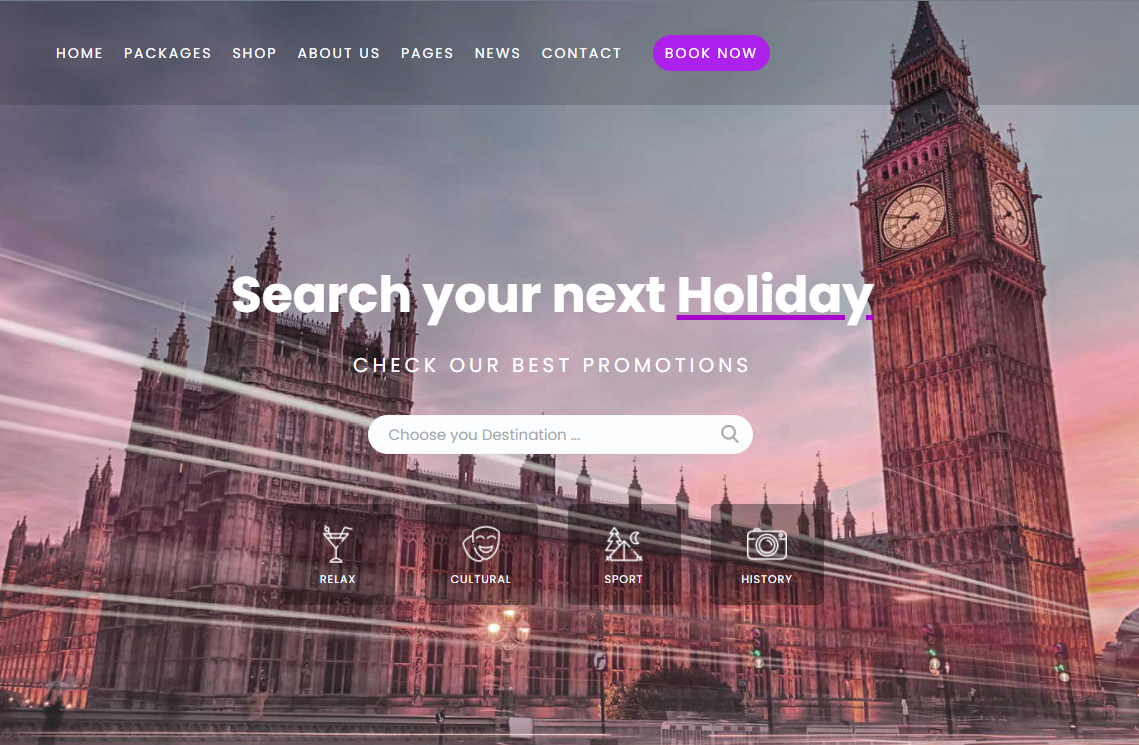 HOME PACKAGES SHOP ABOUT US PAGES NEWS CONTACT BOOK NOW
Search your next Holiday
CHECK OUR BEST PROMOTIONS
Choose you Destination ...
RELAX CULTURAL SPORT HISTORY